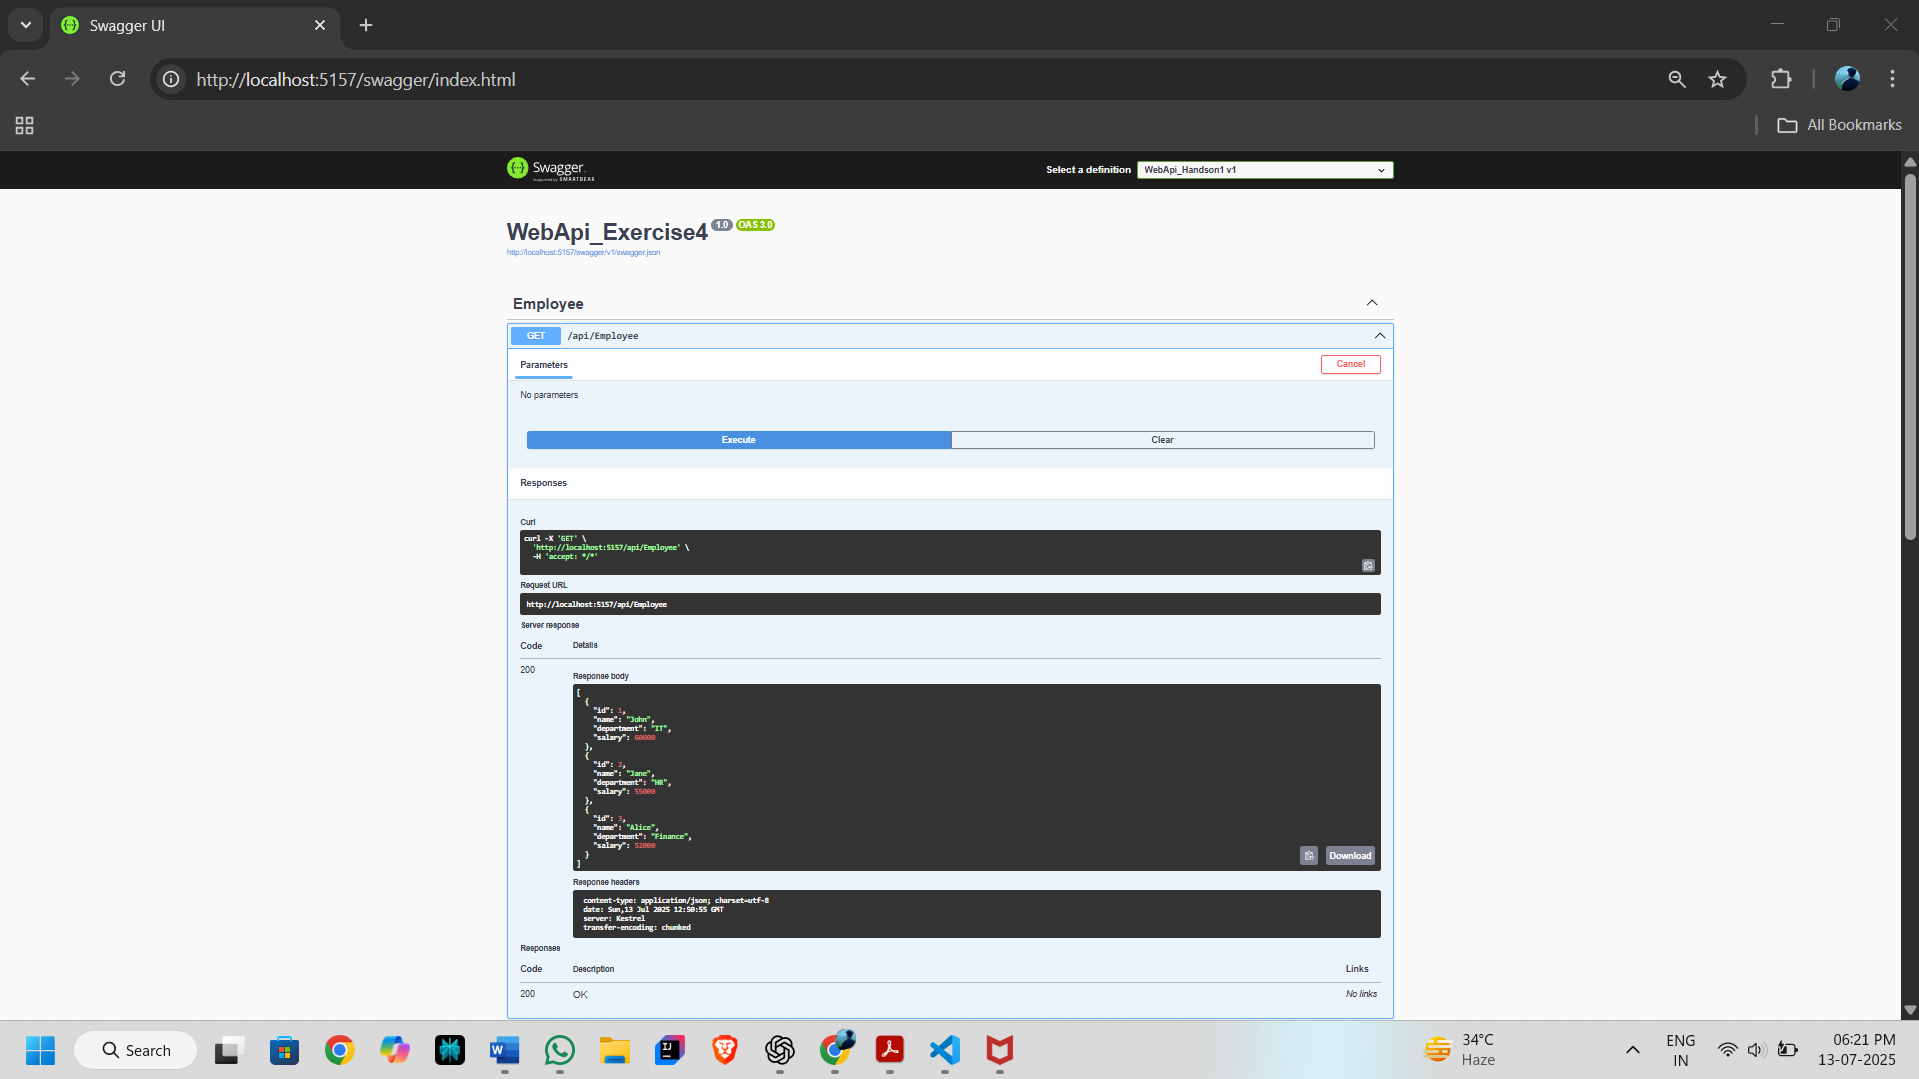 Swagger UI
http://localhost:5157/swagger/index.html
All Bookmarks
Swagger
Supported by SMARTBEAR
Select a definition
WebApi_Handson1 v1
WebApi_Exercise4 1.0 OAS 3.0
http://localhost:5157/swagger/v1/swagger.json
Employee
GET /api/Employee
Parameters
Cancel
No parameters
Execute
Clear
Responses
Curl
curl -X 'GET' \
'http://localhost:5157/api/Employee' \
-H 'accept: */*'
Request URL
http://localhost:5157/api/Employee
Server response
Code Details
200
Response body
[
{
"id": 1,
"name": "John",
"department": "IT",
"salary": 60000
},
{
"id": 2,
"name": "Jane",
"department": "HR",
"salary": 55000
},
{
"id": 3,
"name": "Alice",
"department": "Finance",
"salary": 52000
}
]
Download
Response headers
content-type: application/json; charset=utf-8
date: Sun,13 Jul 2025 12:50:55 GMT
server: Kestrel
transfer-encoding: chunked
Responses
Code Description Links
200 OK No links
Search
34°C
Haze
ENG
IN
06:21 PM
13-07-2025